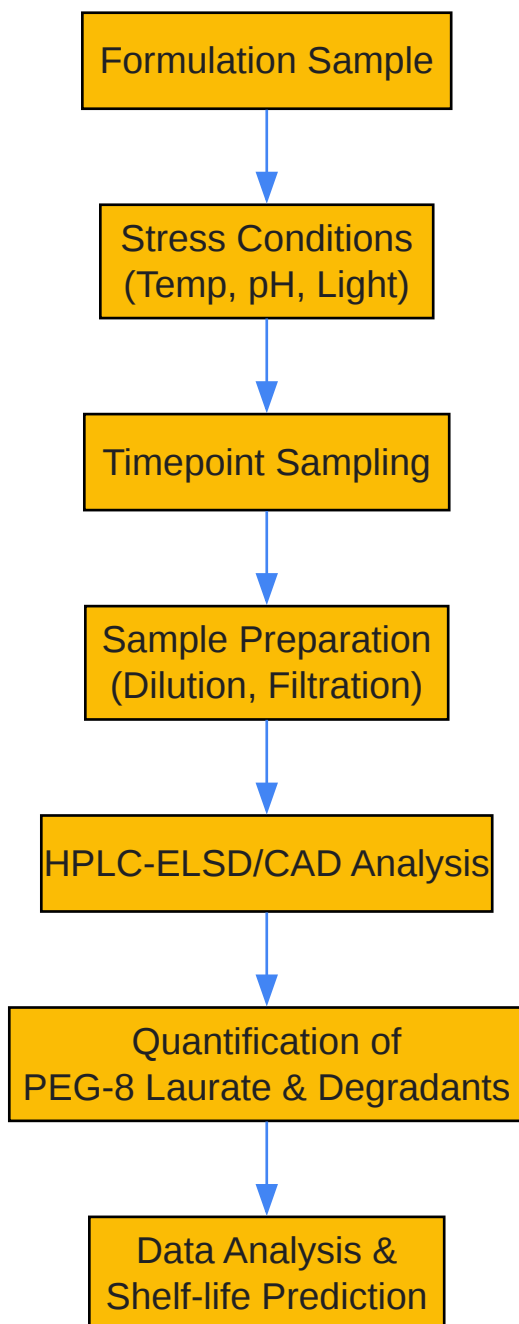 Formulation Sample
Stress Conditions
(Temp, pH, Light)
Timepoint Sampling
Sample Preparation
(Dilution, Filtration)
HPLC-ELSD/CAD Analysis
Quantification of
PEG-8 Laurate & Degradants
Data Analysis &
Shelf-life Prediction